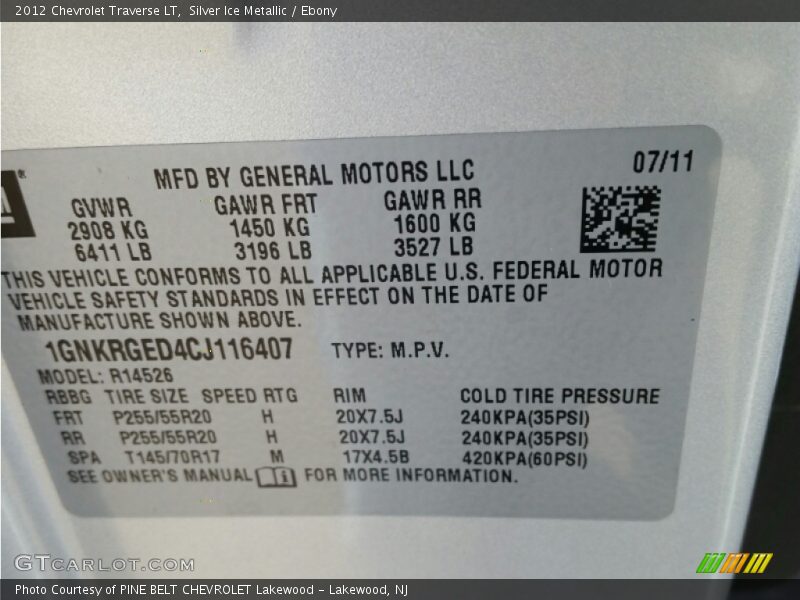 2012 Chevrolet Traverse LT, Silver Ice Metallic / Ebony
07/11
MFD BY GENERAL MOTORS LLC
GVWR GAWR FRT GAWR RR
2908 KG 1450 KG 1600 KG
6411 LB 3196 LB 3527 LB
THIS VEHICLE CONFORMS TO ALL APPLICABLE U.S. FEDERAL MOTOR
VEHICLE SAFETY STANDARDS IN EFFECT ON THE DATE OF
MANUFACTURE SHOWN ABOVE.
1GNKRGED4CJ116407 TYPE: M.P.V.
MODEL: R14526
RBBG TIRE SIZE SPEED RTG RIM COLD TIRE PRESSURE
FRT P255/55R20 H 20X7.5J 240KPA(35PSI)
RR P255/55R20 H 20X7.5J 240KPA(35PSI)
SPA T145/70R17 M 17X4.5B 420KPA(60PSI)
SEE OWNER'S MANUAL i FOR MORE INFORMATION.
GTCARLOT.COM
Photo Courtesy of PINE BELT CHEVROLET Lakewood - Lakewood, NJ